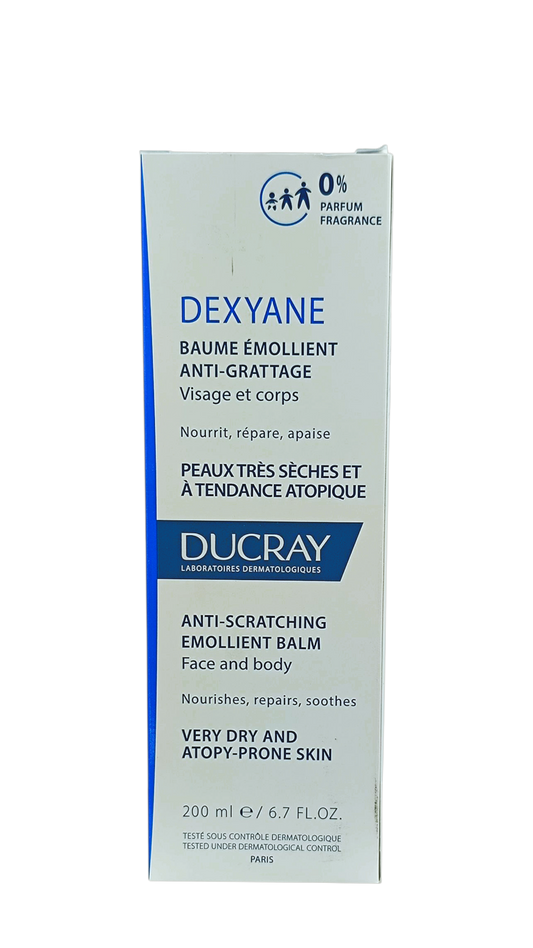 0%
PARFUM
FRAGRANCE
DEXYANE
BAUME ÉMOLLIENT
ANTI-GRATTAGE
Visage et corps
Nourrit, répare, apaise
PEAUX TRÈS SÈCHES ET
À TENDANCE ATOPIQUE
DUCRAY
LABORATOIRES DERMATOLOGIQUES
ANTI-SCRATCHING
EMOLLIENT BALM
Face and body
Nourishes, repairs, soothes
VERY DRY AND
ATOPY-PRONE SKIN
200 ml ℮ / 6.7 FL.OZ.
TESTÉ SOUS CONTRÔLE DERMATOLOGIQUE
TESTED UNDER DERMATOLOGICAL CONTROL
PARIS